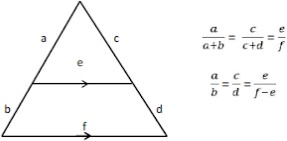 a
c
e
b
d
f
a/(a+b) = c/(c+d) = e/f
a/b = c/d = e/(f−e)